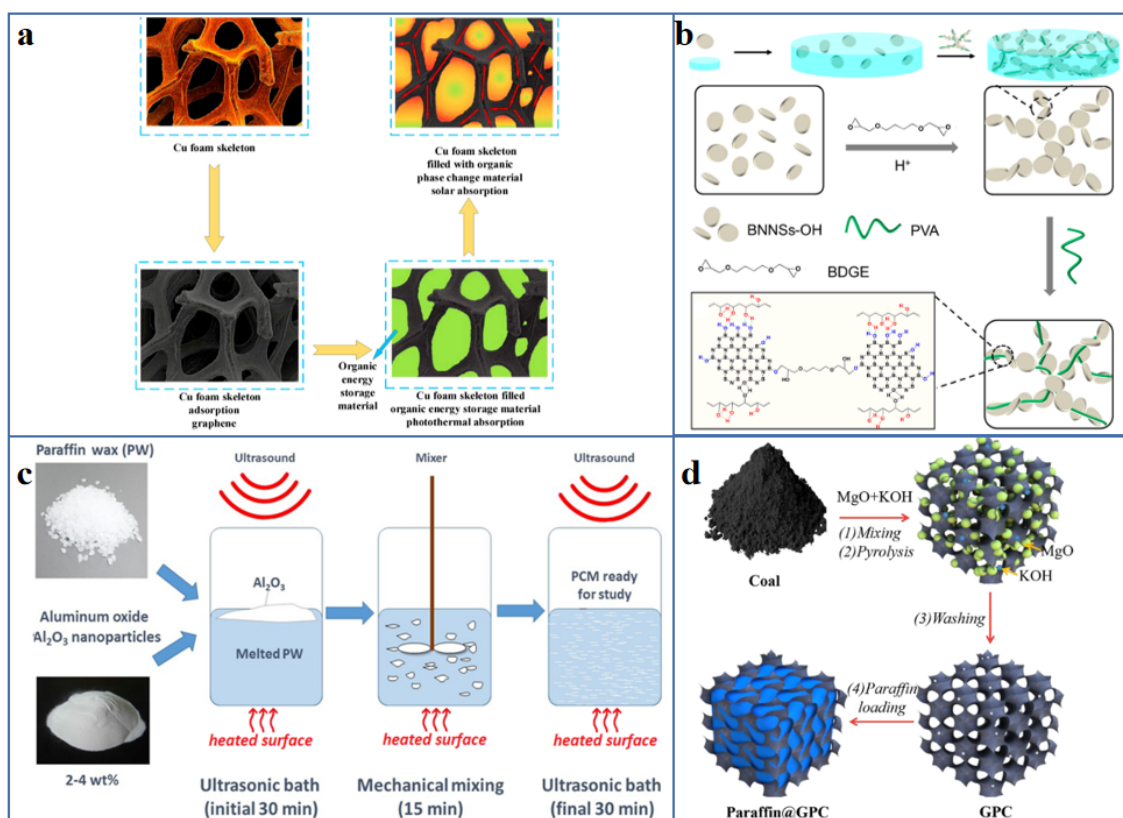 a
Cu foam skeleton
Cu foam skeleton
filled with organic
phase change material
solar absorption
Cu foam skeleton
adsorption
graphene
Organic
energy
storage
material
Cu foam skeleton filled
organic energy storage material
photothermal absorption
b
H⁺
BNNSs-OH
PVA
BDGE
c
Paraffin wax (PW)
Aluminum oxide
Al₂O₃ nanoparticles
2-4 wt%
Ultrasound
Al₂O₃
Melted PW
heated surface
Ultrasonic bath
(initial 30 min)
Mixer
heated surface
Mechanical mixing
(15 min)
Ultrasound
PCM ready
for study
heated surface
Ultrasonic bath
(final 30 min)
d
Coal
MgO+KOH
(1)Mixing
(2)Pyrolysis
MgO
KOH
(3)Washing
(4)Paraffin
loading
Paraffin@GPC
GPC